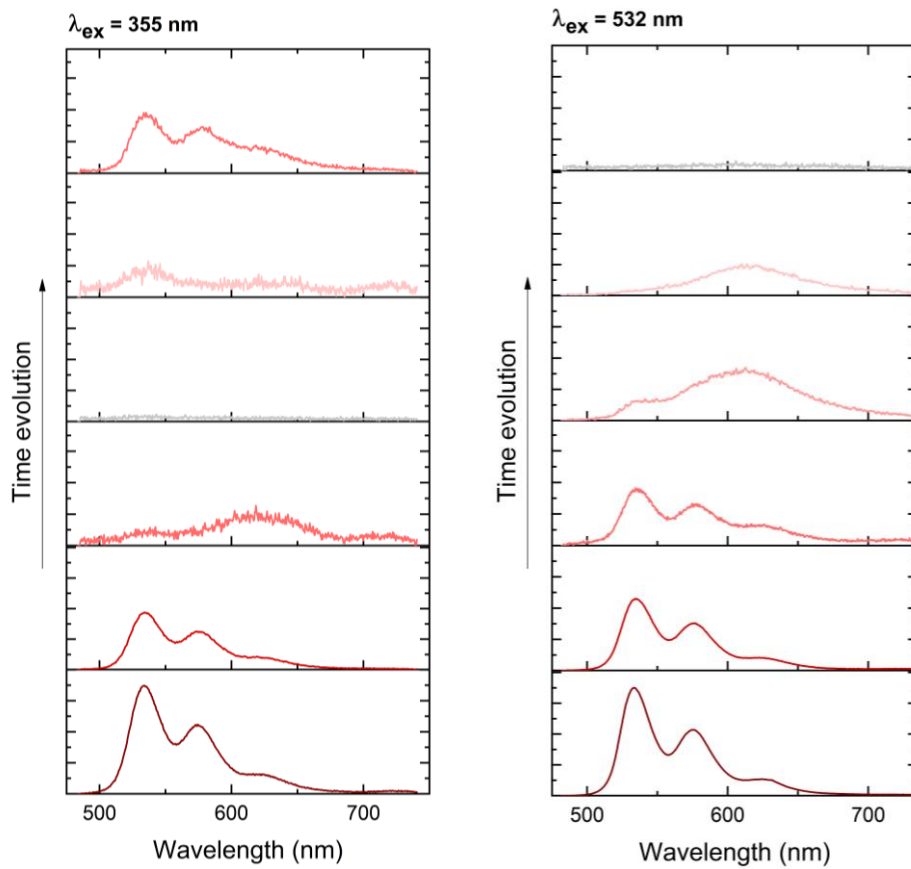 λex = 355 nm
Time evolution
500 600 700
Wavelength (nm)
λex = 532 nm
Time evolution
500 600 700
Wavelength (nm)